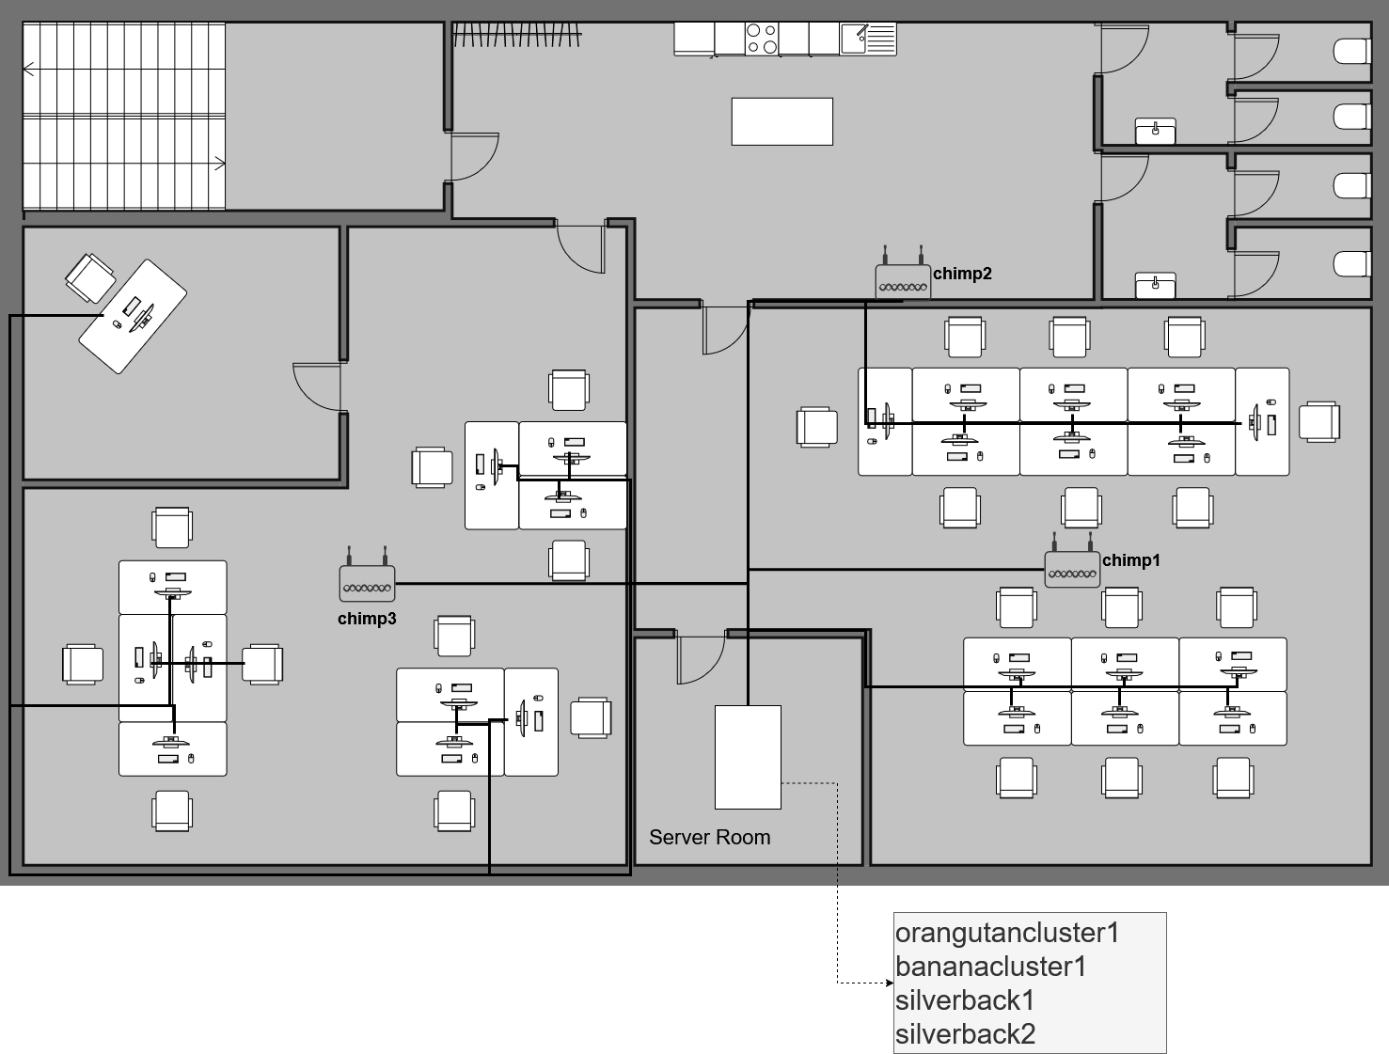 chimp2
chimp1
chimp3
Server Room
orangutancluster1
bananacluster1
silverback1
silverback2